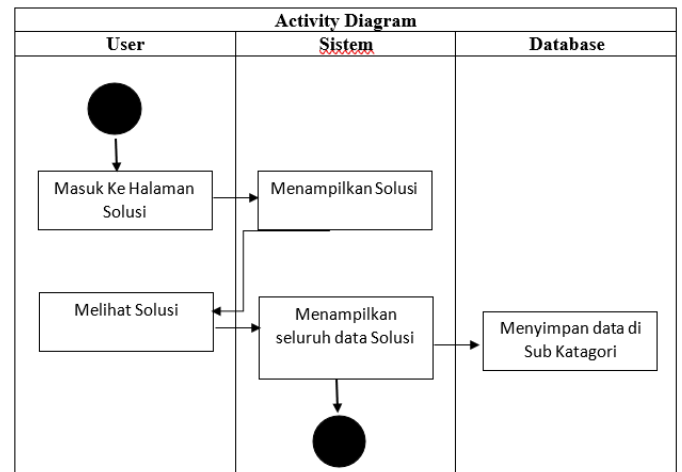 Activity Diagram
User
Sistem
Database
Masuk Ke Halaman
Solusi
Menampilkan Solusi
Melihat Solusi
Menampilkan
seluruh data Solusi
Menyimpan data di
Sub Katagori